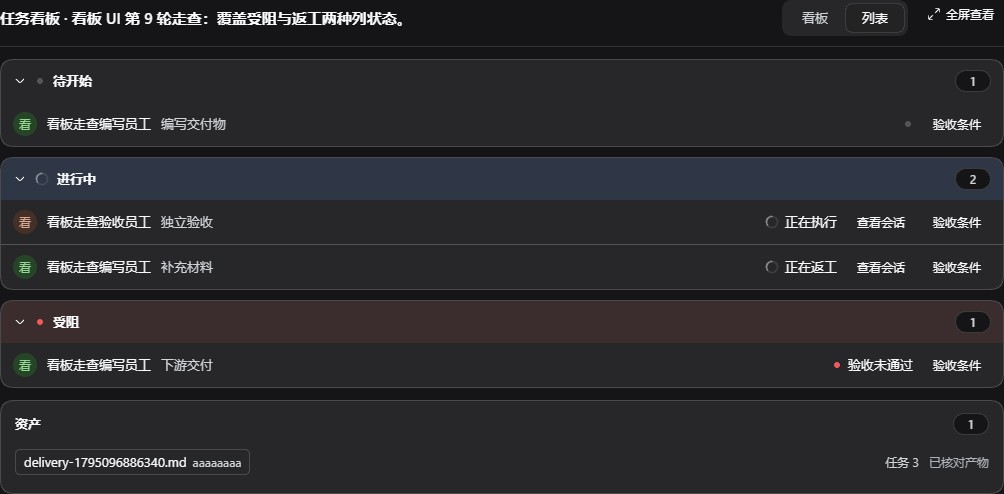 任务看板 · 看板 UI 第 9 轮走查：覆盖受阻与返工两种列状态。 看板 列表 全屏查看
待开始 1
看 看板走查编写员工 编写交付物 验收条件
进行中 2
看 看板走查验收员工 独立验收 正在执行 查看会话 验收条件
看 看板走查编写员工 补充材料 正在返工 查看会话 验收条件
受阻 1
看 看板走查编写员工 下游交付 验收未通过 验收条件
资产 1
delivery-1795096886340.md aaaaaaaa 任务 3 已核对产物